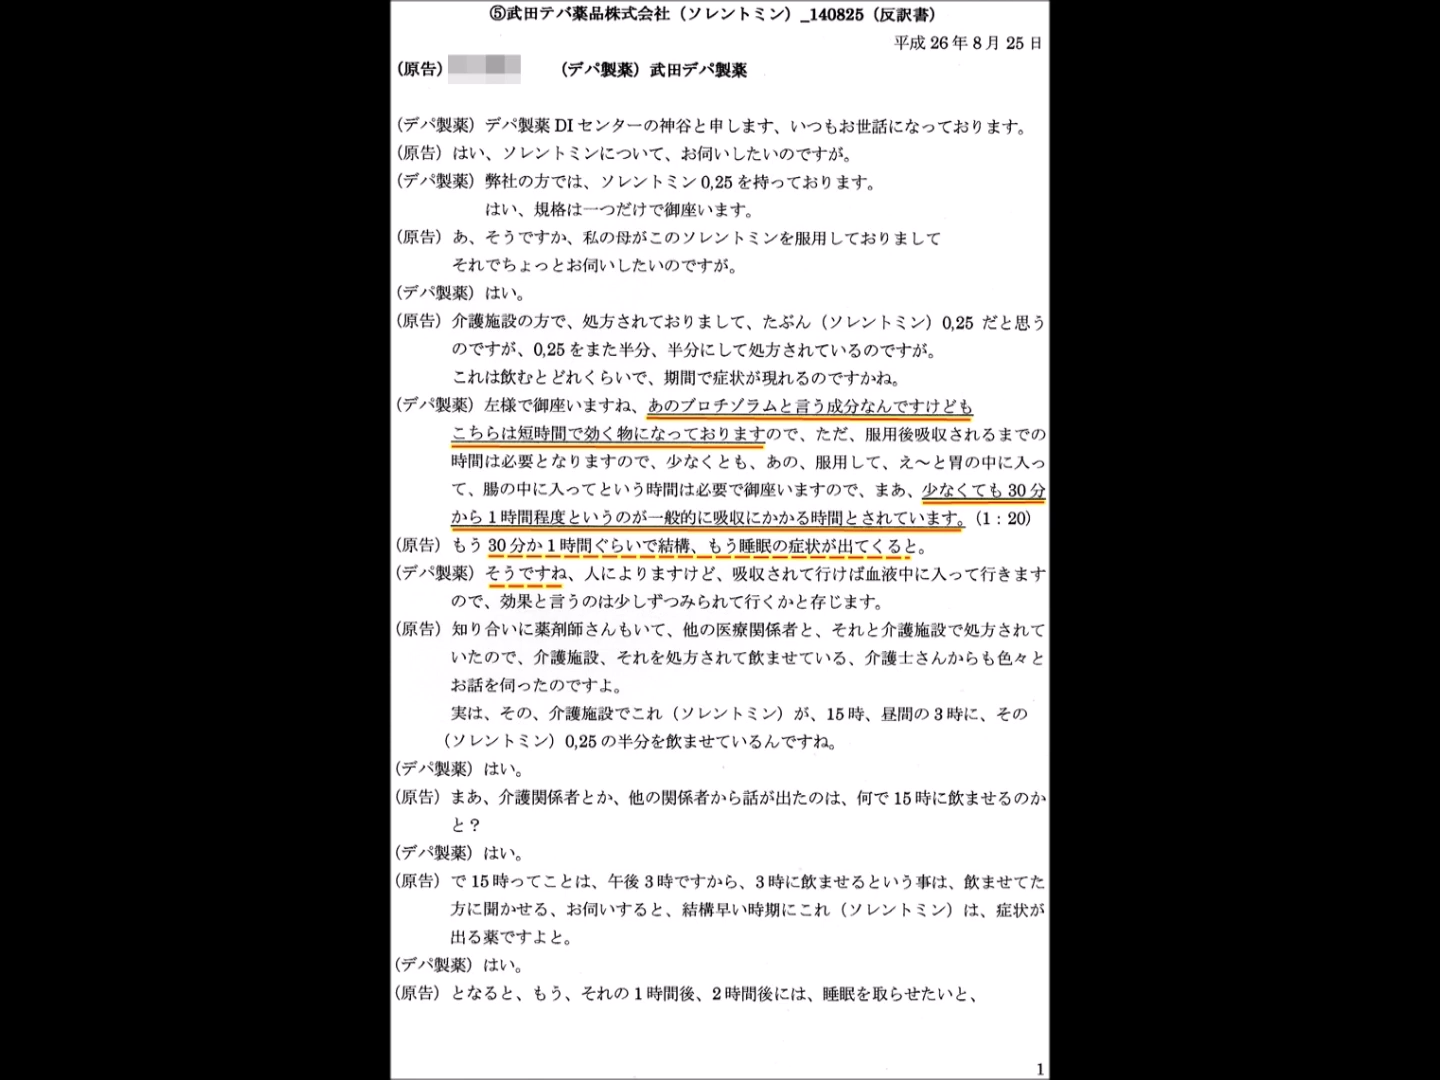 ⑤武田テバ薬品株式会社（ソレントミン）_140825（反訳書）
平成 26 年 8 月 25 日
（原告） （デパ製薬）武田デパ製薬
（デパ製薬）デパ製薬 DI センターの神谷と申します、いつもお世話になっております。
（原告）はい、ソレントミンについて、お伺いしたいのですが。
（デパ製薬）弊社の方では、ソレントミン 0,25 を持っております。
はい、規格は一つだけで御座います。
（原告）あ、そうですか、私の母がこのソレントミンを服用しておりまして
それでちょっとお伺いしたいのですが。
（デパ製薬）はい。
（原告）介護施設の方で、処方されておりまして、たぶん（ソレントミン）0,25 だと思う
のですが、0,25 をまた半分、半分にして処方されているのですが。
これは飲むとどれくらいで、期間で症状が現れるのですかね。
（デパ製薬）左様で御座いますね、あのブロチゾラムと言う成分なんですけども
こちらは短時間で効く物になっておりますので、ただ、服用後吸収されるまでの
時間は必要となりますので、少なくとも、あの、服用して、え～と胃の中に入っ
て、腸の中に入ってという時間は必要で御座いますので、まあ、少なくても 30 分
から 1 時間程度というのが一般的に吸収にかかる時間とされています。（1：20）
（原告）もう 30 分か 1 時間ぐらいで結構、もう睡眠の症状が出てくると。
（デパ製薬）そうですね、人によりますけど、吸収されて行けば血液中に入って行きます
ので、効果と言うのは少しずつみられて行くかと存じます。
（原告）知り合いに薬剤師さんもいて、他の医療関係者と、それと介護施設で処方されて
いたので、介護施設、それを処方されて飲ませている、介護士さんからも色々と
お話を伺ったのですよ。
実は、その、介護施設でこれ（ソレントミン）が、15 時、昼間の 3 時に、その
（ソレントミン）0,25 の半分を飲ませているんですね。
（デパ製薬）はい。
（原告）まあ、介護関係者とか、他の関係者から話が出たのは、何で 15 時に飲ませるのか
と？
（デパ製薬）はい。
（原告）で 15 時ってことは、午後 3 時ですから、3 時に飲ませるという事は、飲ませてた
方に聞かせる、お伺いすると、結構早い時期にこれ（ソレントミン）は、症状が
出る薬ですよと。
（デパ製薬）はい。
（原告）となると、もう、それの 1 時間後、2 時間後には、睡眠を取らせたいと、
1